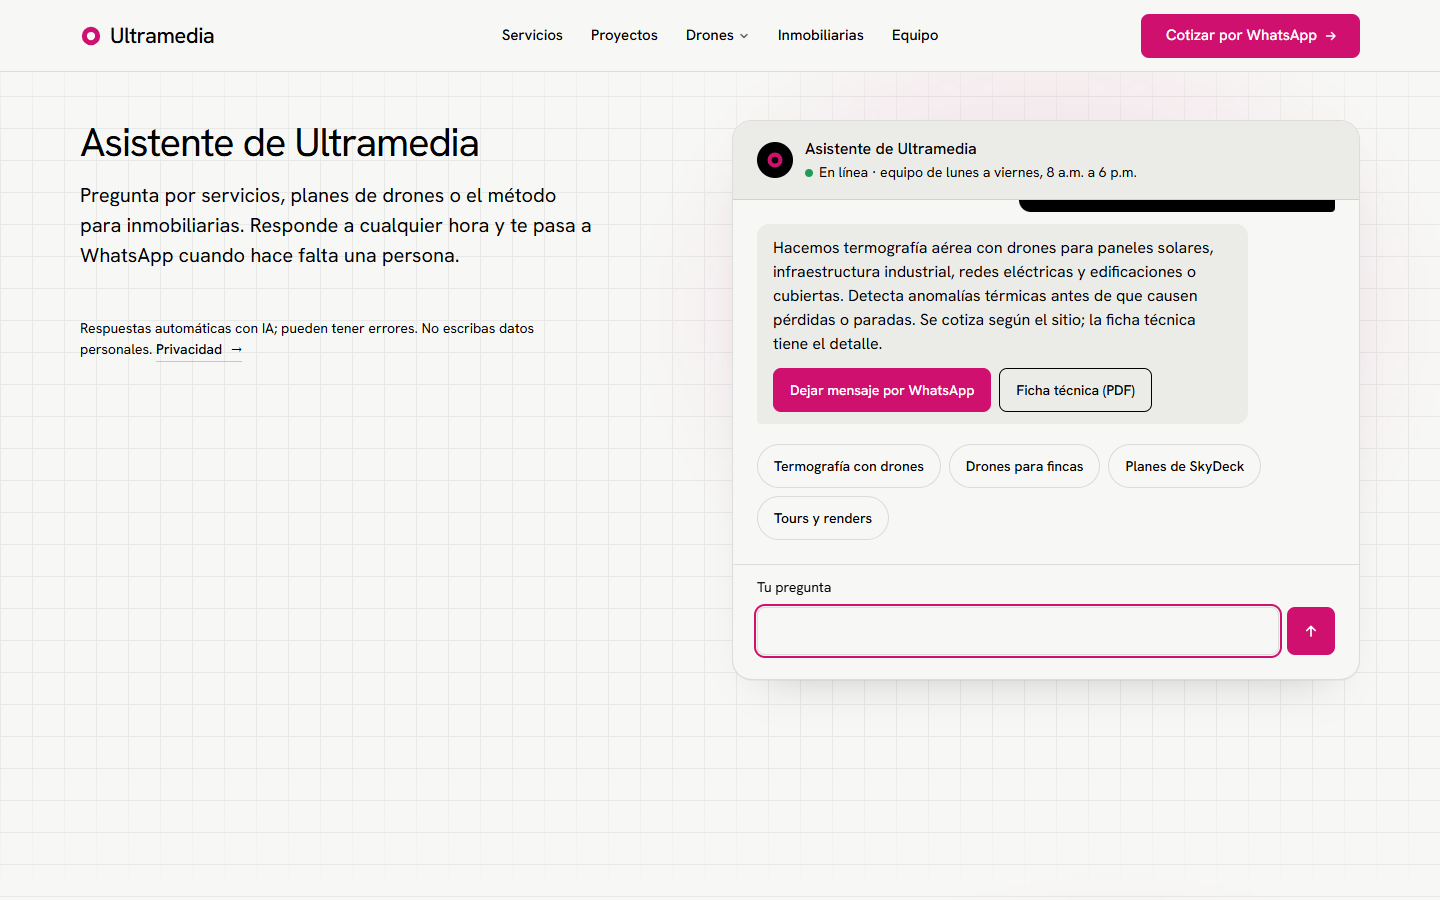 Ultramedia
Servicios
Proyectos
Drones
Inmobiliarias
Equipo
Cotizar por WhatsApp →
Asistente de Ultramedia
Pregunta por servicios, planes de drones o el método
para inmobiliarias. Responde a cualquier hora y te pasa a
WhatsApp cuando hace falta una persona.
Respuestas automáticas con IA; pueden tener errores. No escribas datos
personales. Privacidad →
Asistente de Ultramedia
En línea · equipo de lunes a viernes, 8 a.m. a 6 p.m.
Hacemos termografía aérea con drones para paneles solares,
infraestructura industrial, redes eléctricas y edificaciones o
cubiertas. Detecta anomalías térmicas antes de que causen
pérdidas o paradas. Se cotiza según el sitio; la ficha técnica
tiene el detalle.
Dejar mensaje por WhatsApp
Ficha técnica (PDF)
Termografía con drones
Drones para fincas
Planes de SkyDeck
Tours y renders
Tu pregunta